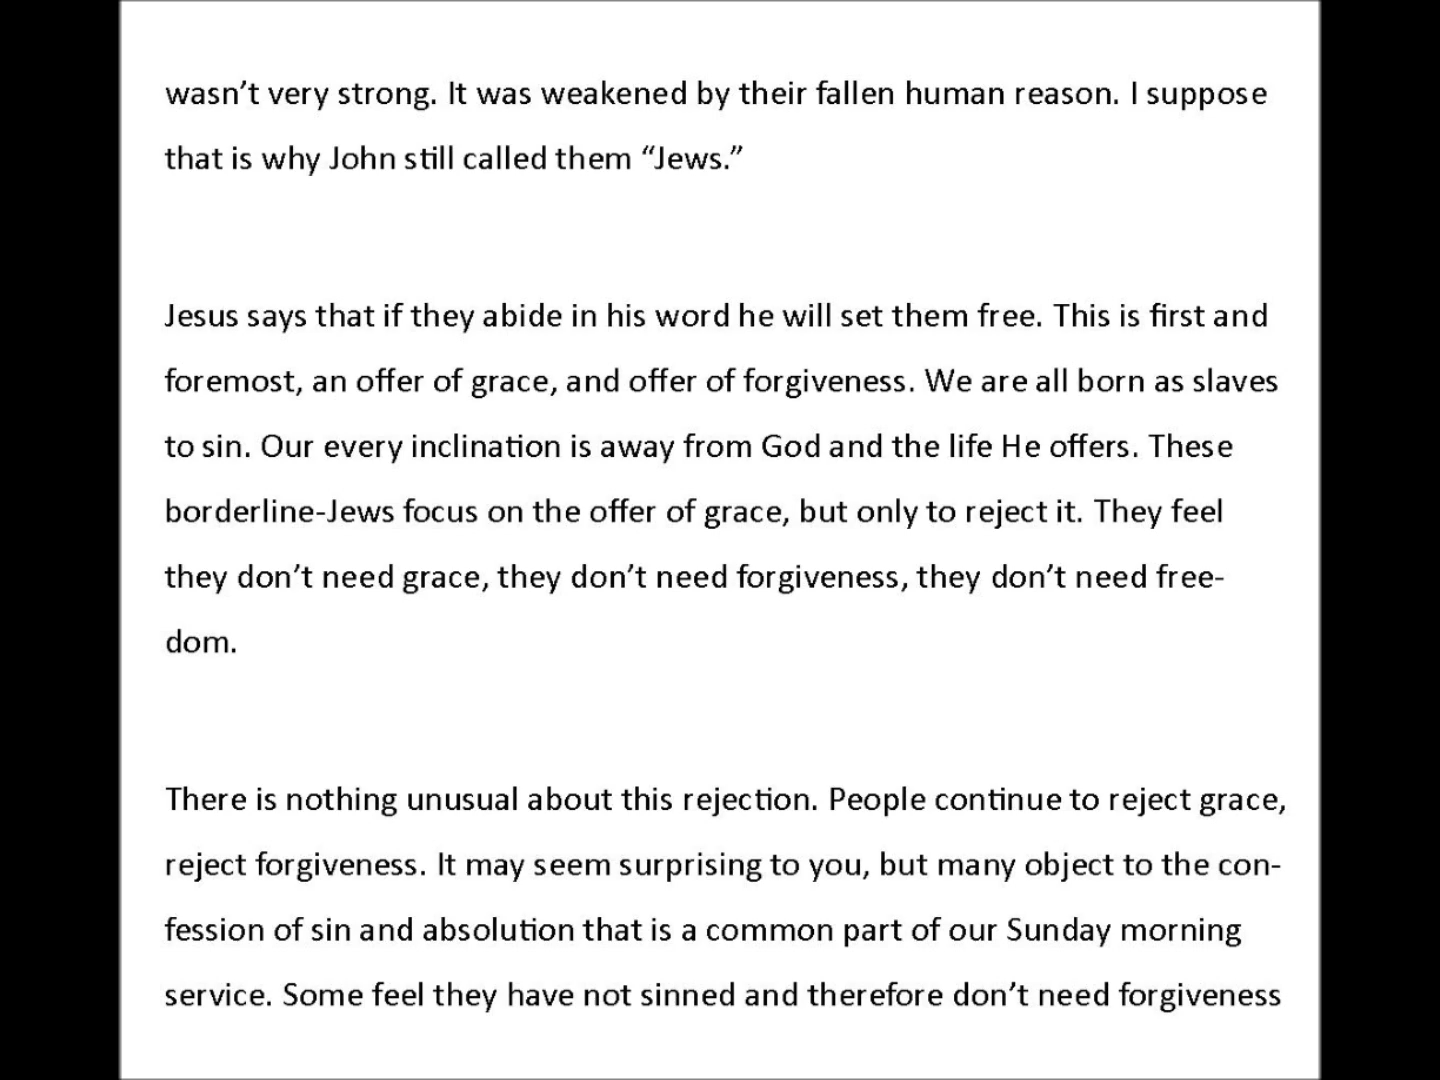 wasn’t very strong. It was weakened by their fallen human reason. I suppose
that is why John still called them “Jews.”
Jesus says that if they abide in his word he will set them free. This is first and
foremost, an offer of grace, and offer of forgiveness. We are all born as slaves
to sin. Our every inclination is away from God and the life He offers. These
borderline-Jews focus on the offer of grace, but only to reject it. They feel
they don’t need grace, they don’t need forgiveness, they don’t need free-
dom.
There is nothing unusual about this rejection. People continue to reject grace,
reject forgiveness. It may seem surprising to you, but many object to the con-
fession of sin and absolution that is a common part of our Sunday morning
service. Some feel they have not sinned and therefore don’t need forgiveness